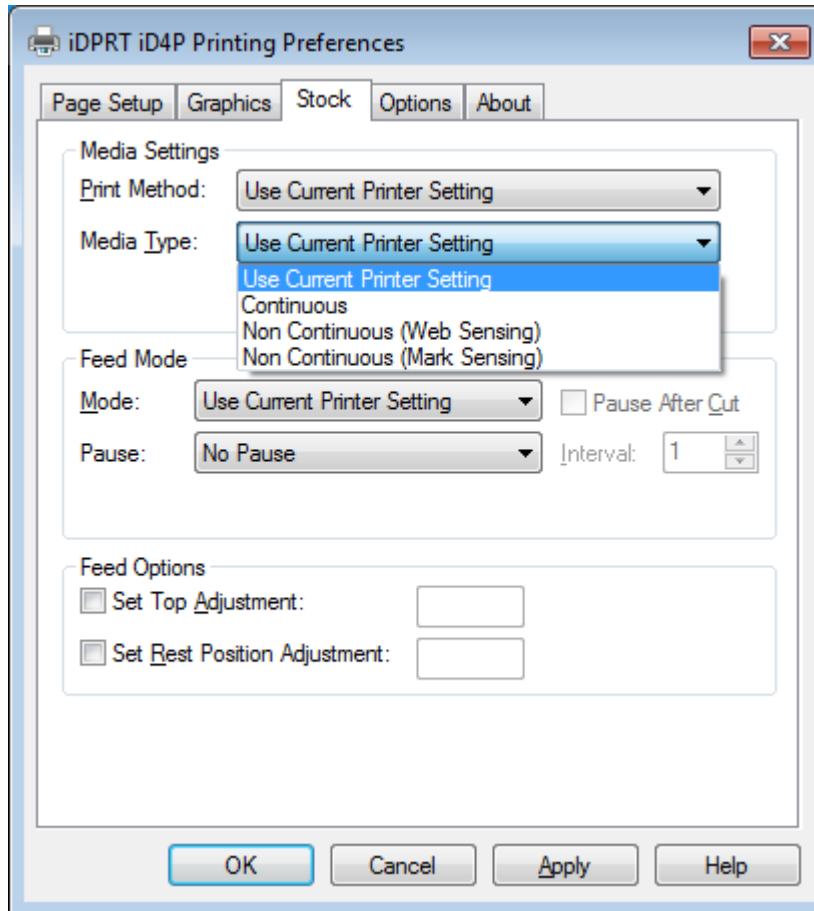 iDPRT iD4P Printing Preferences
Page Setup Graphics Stock Options About
Media Settings
Print Method: Use Current Printer Setting
Media Type: Use Current Printer Setting
Use Current Printer Setting
Continuous
Non Continuous (Web Sensing)
Non Continuous (Mark Sensing)
Feed Mode
Mode: Use Current Printer Setting Pause After Cut
Pause: No Pause Interval: 1
Feed Options
Set Top Adjustment:
Set Rest Position Adjustment:
OK Cancel Apply Help